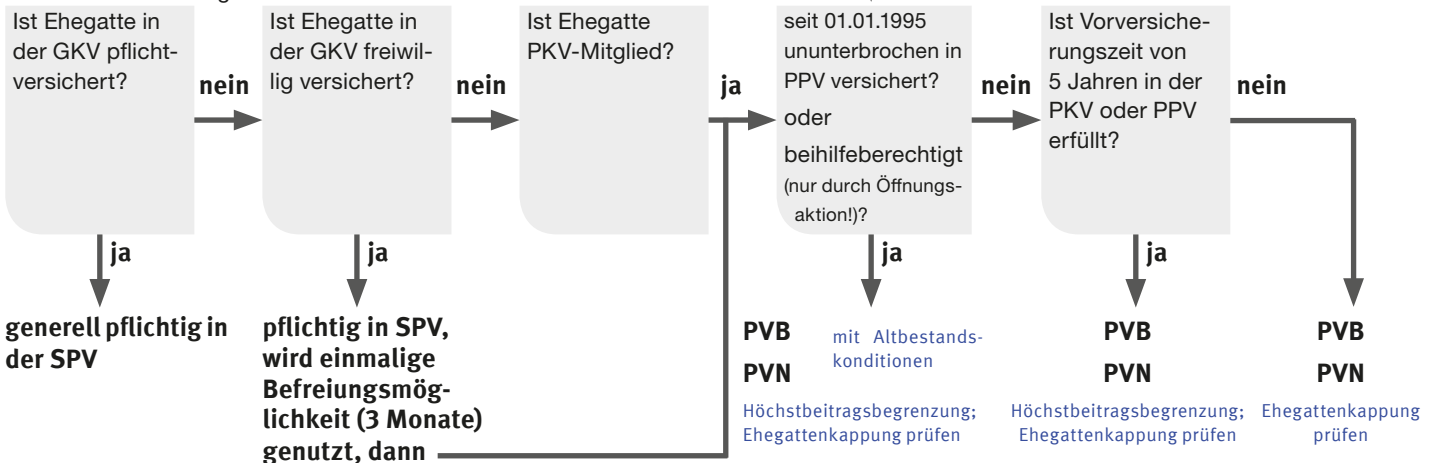 Ist Ehegatte in
der GKV pflicht-
versichert?
nein
ja
generell pflichtig in
der SPV
Ist Ehegatte in
der GKV freiwil-
lig versichert?
nein
ja
pflichtig in SPV,
wird einmalige
Befreiungsmög-
lichkeit (3 Monate)
genutzt, dann
Ist Ehegatte
PKV-Mitglied?
ja
seit 01.01.1995
ununterbrochen in
PPV versichert?
oder
beihilfeberechtigt
(nur durch Öffnungs-
aktion!)?
nein
ja
PVB
PVN
mit Altbestands-
konditionen
Höchstbeitragsbegrenzung;
Ehegattenkappung prüfen
Ist Vorversiche-
rungszeit von
5 Jahren in der
PKV oder PPV
erfüllt?
nein
ja
PVB
PVN
Höchstbeitragsbegrenzung;
Ehegattenkappung prüfen
PVB
PVN
Ehegattenkappung
prüfen